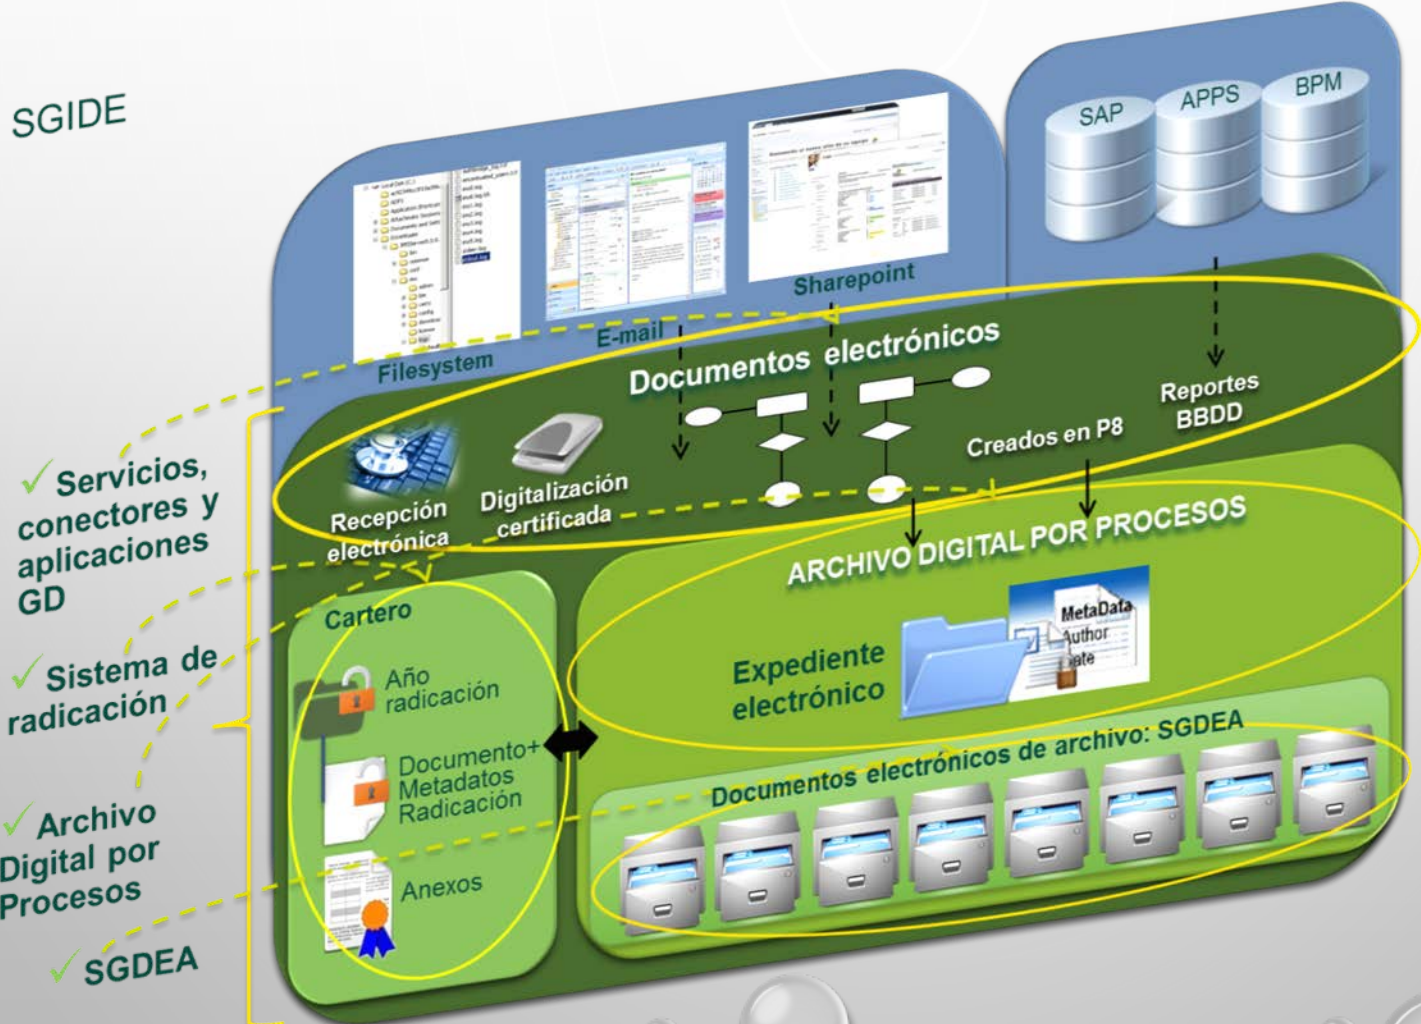 SGIDE
SAP
APPS
BPM
Filesystem
E-mail
Sharepoint
Documentos electrónicos
Recepción
electrónica
Digitalización
certificada
Creados en P8
Reportes
BBDD
✓ Servicios,
conectores y
aplicaciones
GD
✓ Sistema de
radicación
✓ Archivo
Digital por
Procesos
✓ SGDEA
Cartero
Año
radicación
Documento+
Metadatos
Radicación
Anexos
ARCHIVO DIGITAL POR PROCESOS
Expediente
electrónico
MetaData
Author
Documentos electrónicos de archivo: SGDEA